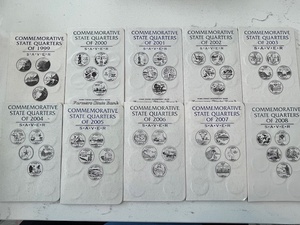 COMMEMORATIVE
STATE QUARTERS
OF 1999
S•A•V•E•R
COMMEMORATIVE
STATE QUARTERS
OF 2000
S•A•V•E•R
COMMEMORATIVE
STATE QUARTERS
OF 2001
S•A•V•E•R
COMMEMORATIVE
STATE QUARTERS
OF 2002
S•A•V•E•R
COMMEMORATIVE
STATE QUARTERS
OF 2003
S•A•V•E•R
COMMEMORATIVE
STATE QUARTERS
OF 2004
S•A•V•E•R
COMMEMORATIVE
STATE QUARTERS
OF 2005
S•A•V•E•R
COMMEMORATIVE
STATE QUARTERS
OF 2006
S•A•V•E•R
COMMEMORATIVE
STATE QUARTERS
OF 2007
S•A•V•E•R
COMMEMORATIVE
STATE QUARTERS
OF 2008
S•A•V•E•R